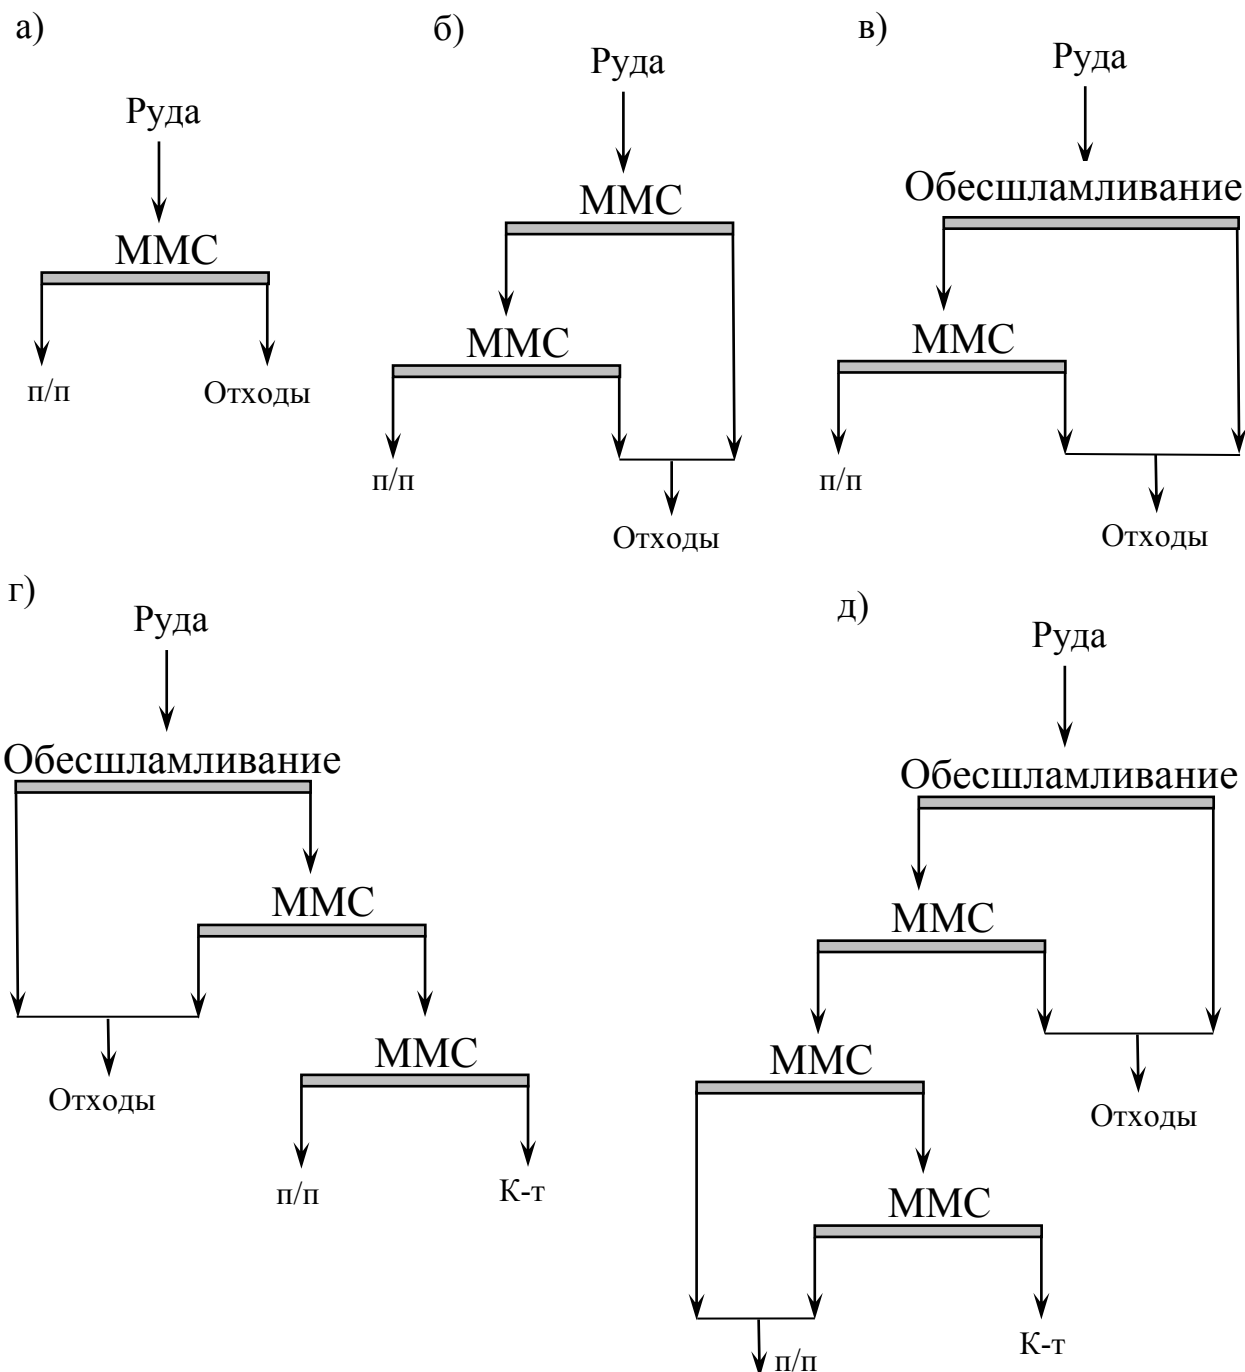 а)
Руда
ММС
п/п
Отходы
б)
Руда
ММС
ММС
п/п
Отходы
в)
Руда
Обесшламливание
ММС
п/п
Отходы
г)
Руда
Обесшламливание
ММС
Отходы
ММС
п/п
К-т
д)
Руда
Обесшламливание
ММС
ММС
Отходы
ММС
К-т
п/п